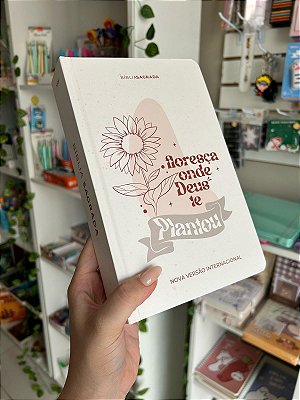 BÍBLIA SAGRADA
floresça
onde
Deus
te
Plantou
NOVA VERSÃO INTERNACIONAL
BÍBLIA SAGRADA